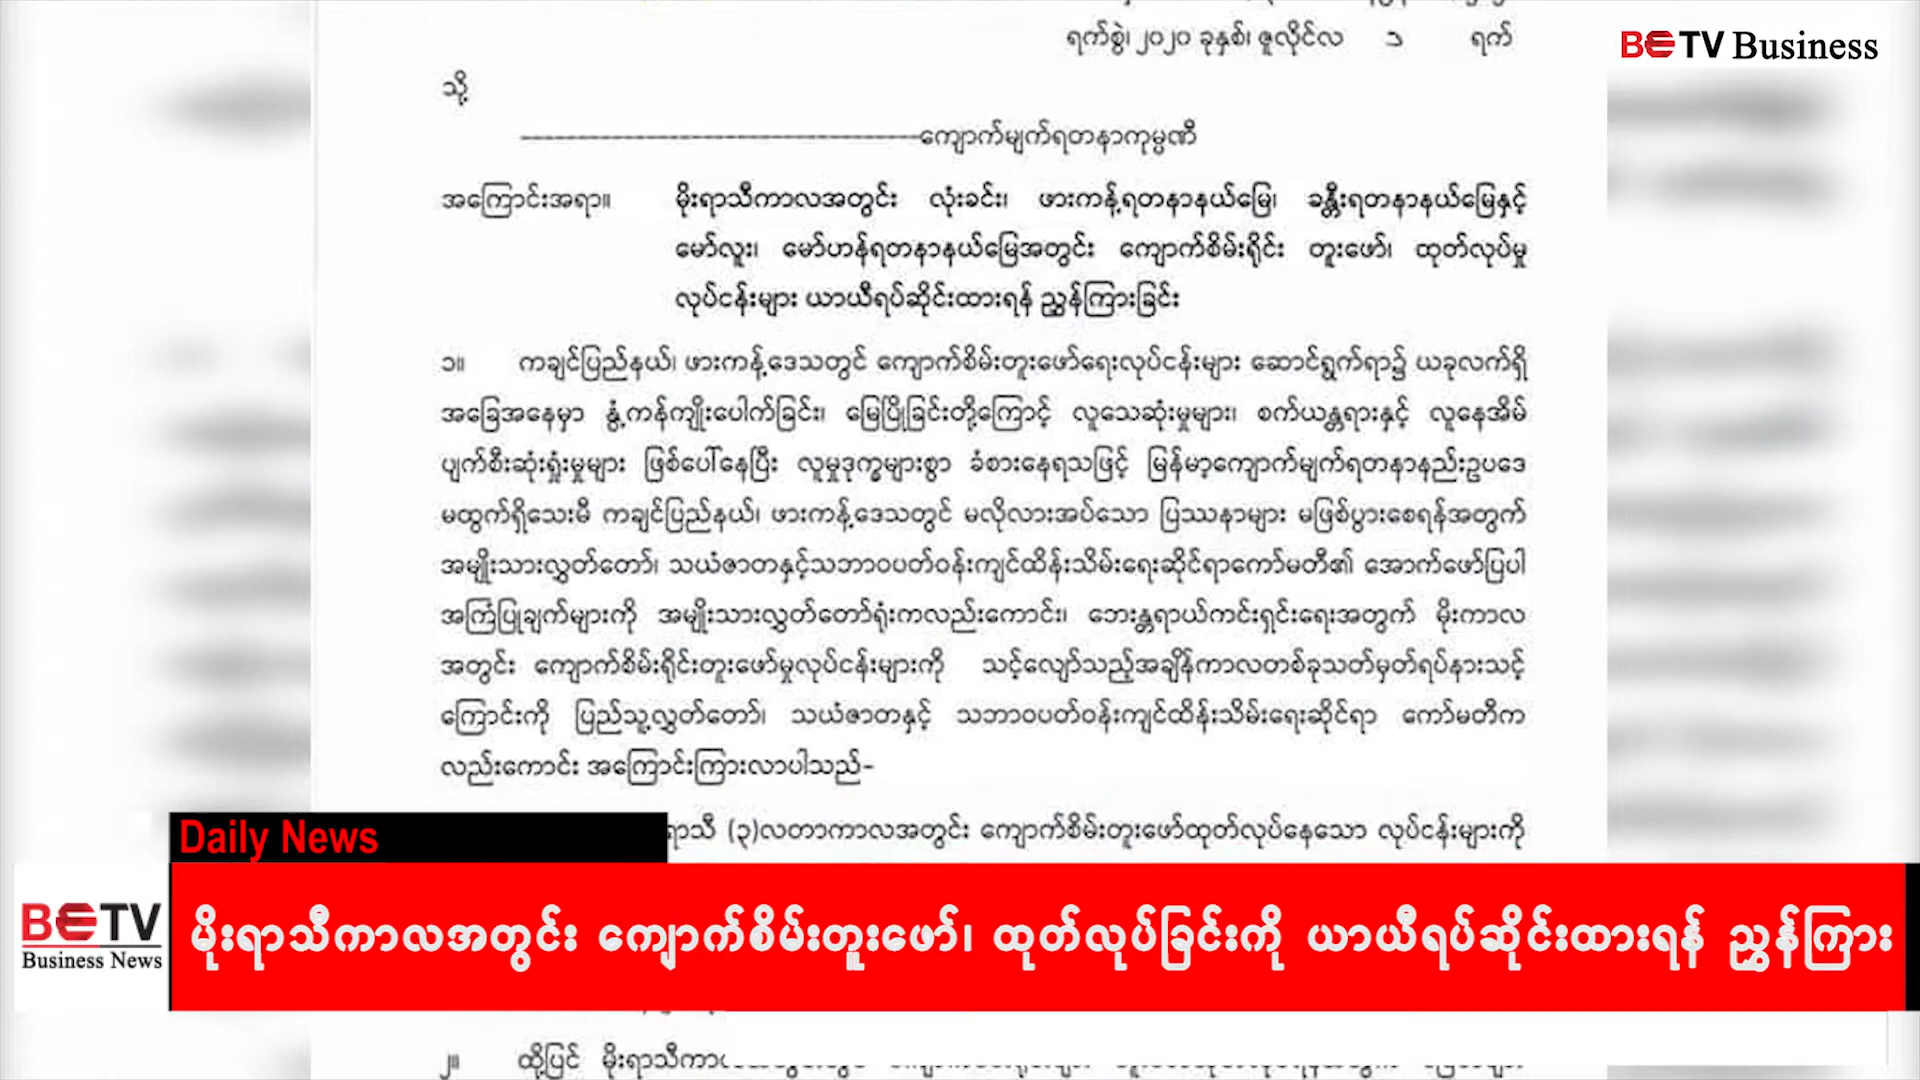 ရက်စွဲ၊ ၂၀၂၀ ခုနှစ်၊ ဇူလိုင်လ ၁ ရက်
BETV Business
သို့
ကျောက်မျက်ရတနာကုမ္ပဏီ
အကြောင်းအရာ။ မိုးရာသီကာလအတွင်း လုံးခင်း၊ ဖားကန့်ရတနာနယ်မြေ၊ ခန္တီးရတနာနယ်မြေနှင့်
မော်လူး၊ မော်ဟန်ရတနာနယ်မြေအတွင်း ကျောက်စိမ်းရိုင်း တူးဖော်၊ ထုတ်လုပ်မှု
လုပ်ငန်းများ ယာယီရပ်ဆိုင်းထားရန် ညွှန်ကြားခြင်း
၁။ ကချင်ပြည်နယ်၊ ဖားကန့်ဒေသတွင် ကျောက်စိမ်းတူးဖော်ရေးလုပ်ငန်းများ ဆောင်ရွက်ရာ၌ ယခုလက်ရှိ
အခြေအနေမှာ နွံ့ကန်ကျိုးပေါက်ခြင်း၊ မြေပြိုခြင်းတို့ကြောင့် လူသေဆုံးမှုများ၊ စက်ယန္တရားနှင့် လူနေအိမ်
ပျက်စီးဆုံးရှုံးမှုများ ဖြစ်ပေါ်နေပြီး လူမှုဒုက္ခများစွာ ခံစားနေရသဖြင့် မြန်မာ့ကျောက်မျက်ရတနာနည်းဥပဒေ
မထွက်ရှိသေးမီ ကချင်ပြည်နယ်၊ ဖားကန့်ဒေသတွင် မလိုလားအပ်သော ပြဿနာများ မဖြစ်ပွားစေရန်အတွက်
အမျိုးသားလွှတ်တော်၊ သယံဇာတနှင့်သဘာဝပတ်ဝန်းကျင်ထိန်းသိမ်းရေးဆိုင်ရာကော်မတီ၏ အောက်ဖော်ပြပါ
အကြံပြုချက်များကို အမျိုးသားလွှတ်တော်ရုံးကလည်းကောင်း၊ ဘေးန္တရာယ်ကင်းရှင်းရေးအတွက် မိုးကာလ
အတွင်း ကျောက်စိမ်းရိုင်းတူးဖော်မှုလုပ်ငန်းများကို သင့်လျော်သည့်အချိန်ကာလတစ်ခုသတ်မှတ်ရပ်နားသင့်
ကြောင်းကို ပြည်သူ့လွှတ်တော်၊ သယံဇာတနှင့် သဘာဝပတ်ဝန်းကျင်ထိန်းသိမ်းရေးဆိုင်ရာ ကော်မတီက
လည်းကောင်း အကြောင်းကြားလာပါသည်-
ရာသီ (၃)လတာကာလအတွင်း ကျောက်စိမ်းတူးဖော်ထုတ်လုပ်နေသော လုပ်ငန်းများကို
Daily News
BETV
Business News
မိုးရာသီကာလအတွင်း ကျောက်စိမ်းတူးဖော်၊ ထုတ်လုပ်ခြင်းကို ယာယီရပ်ဆိုင်းထားရန် ညွှန်ကြား
၂။ ထို့ပြင် မိုးရာသီကာ